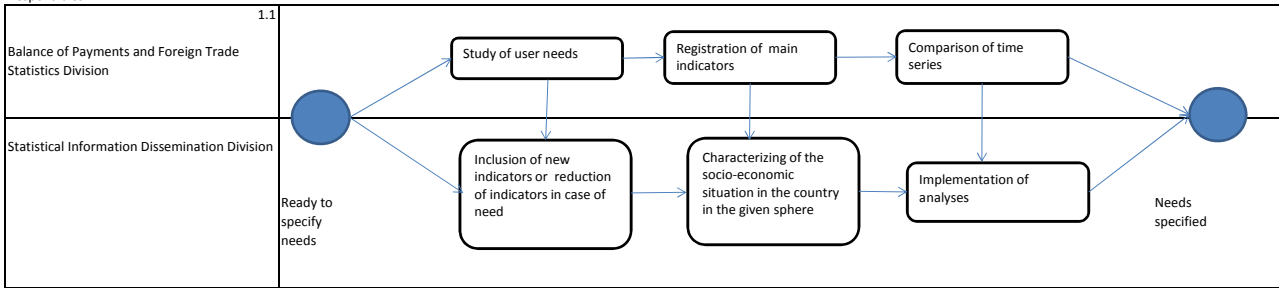 1.1
Balance of Payments and Foreign Trade
Statistics Division
Study of user needs
Registration of main
indicators
Comparison of time
series
Statistical Information Dissemination Division
Inclusion of new
indicators or reduction
of indicators in case of
need
Characterizing of the
socio-economic
situation in the country
in the given sphere
Implementation of
analyses
Ready to
specify
needs
Needs
specified